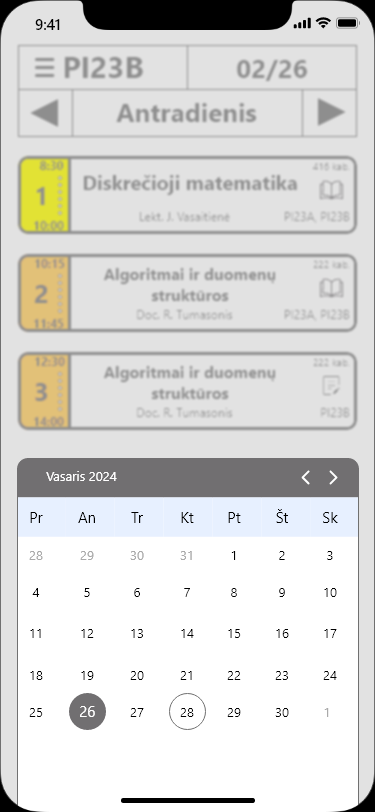 9:41
☰ PI23B 02/26
◀ Antradienis ▶
8:30 416 kab.
1 Diskrečioji matematika
Lekt. J. Vasaitienė PI23A, PI23B
10:00
10:15 222 kab.
2 Algoritmai ir duomenų
struktūros
Doc. R. Tumasonis PI23A, PI23B
11:45
12:30 222 kab.
3 Algoritmai ir duomenų
struktūros
Doc. R. Tumasonis PI23B
14:00
Vasaris 2024
Pr An Tr Kt Pt Št Sk
28 29 30 31 1 2 3
4 5 6 7 8 9 10
11 12 13 14 15 16 17
18 19 20 21 22 23 24
25 26 27 28 29 30 1